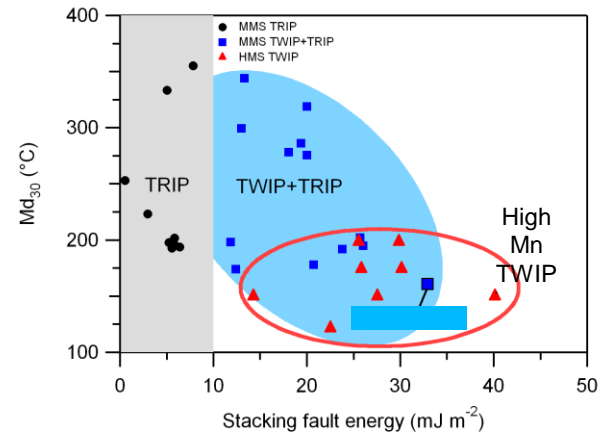 400
MMS TRIP
MMS TWIP+TRIP
HMS TWIP
300
TRIP
TWIP+TRIP
Md30 (°C)
High
Mn
TWIP
200
100
0
10
20
30
40
50
Stacking fault energy (mJ m-2)